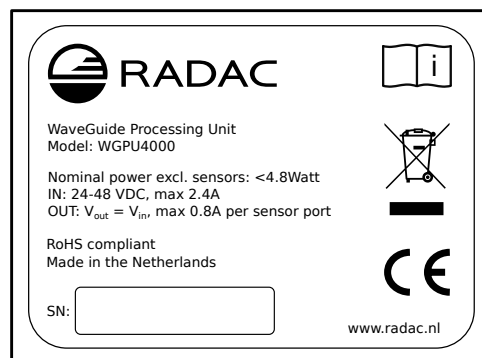 RADAC
i
WaveGuide Processing Unit
Model: WGPU4000
Nominal power excl. sensors: <4.8Watt
IN: 24-48 VDC, max 2.4A
OUT: Vout = Vin, max 0.8A per sensor port
RoHS compliant
Made in the Netherlands
CE
SN:
www.radac.nl